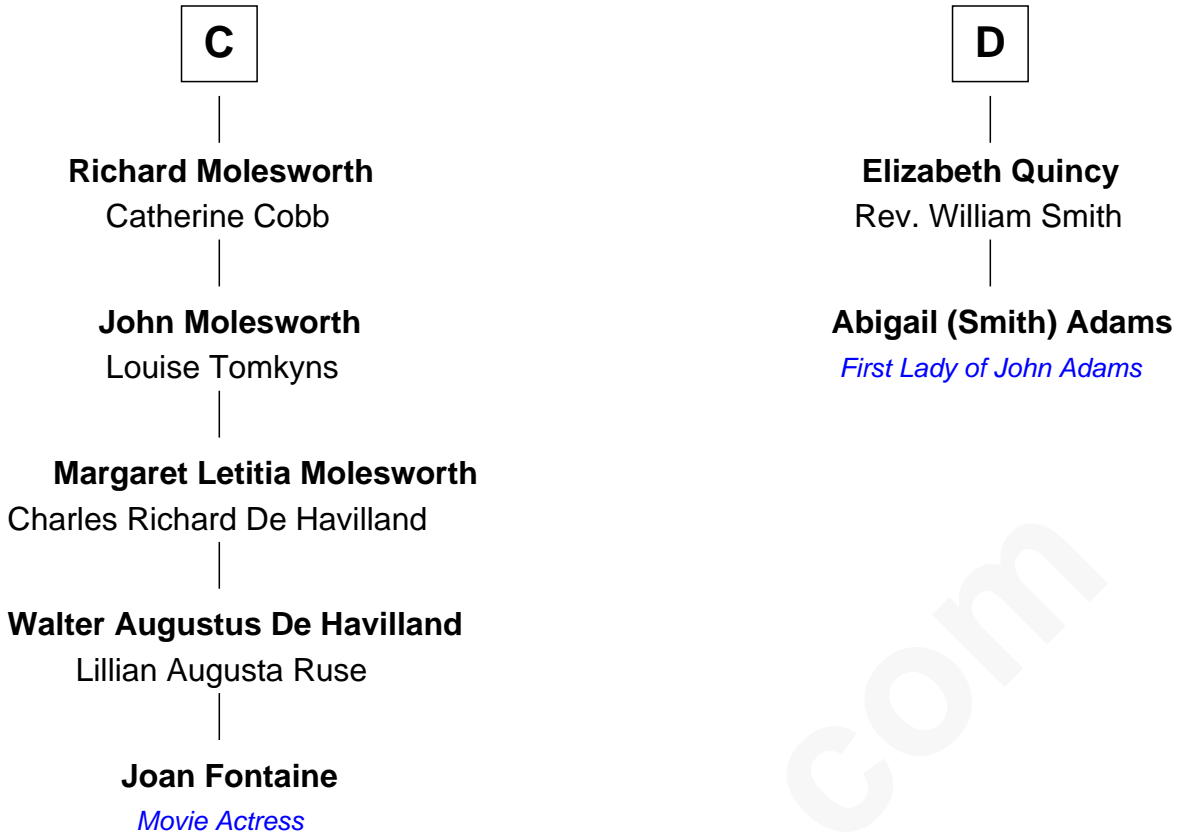 C
Richard Molesworth
Catherine Cobb
John Molesworth
Louise Tomkyns
Margaret Letitia Molesworth
Charles Richard De Havilland
Walter Augustus De Havilland
Lillian Augusta Ruse
Joan Fontaine
Movie Actress
D
Elizabeth Quincy
Rev. William Smith
Abigail (Smith) Adams
First Lady of John Adams
com